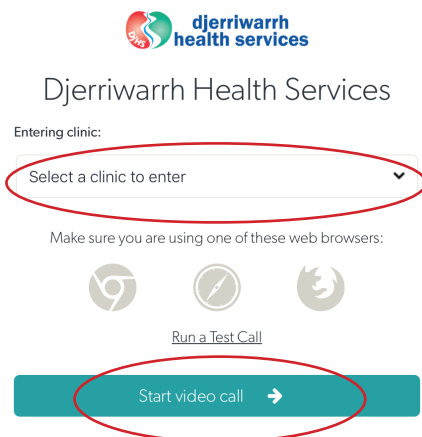 DjHS
djerriwarrh
health services
Djerriwarrh Health Services
Entering clinic:
Select a clinic to enter
Make sure you are using one of these web browsers:
Run a Test Call
Start video call